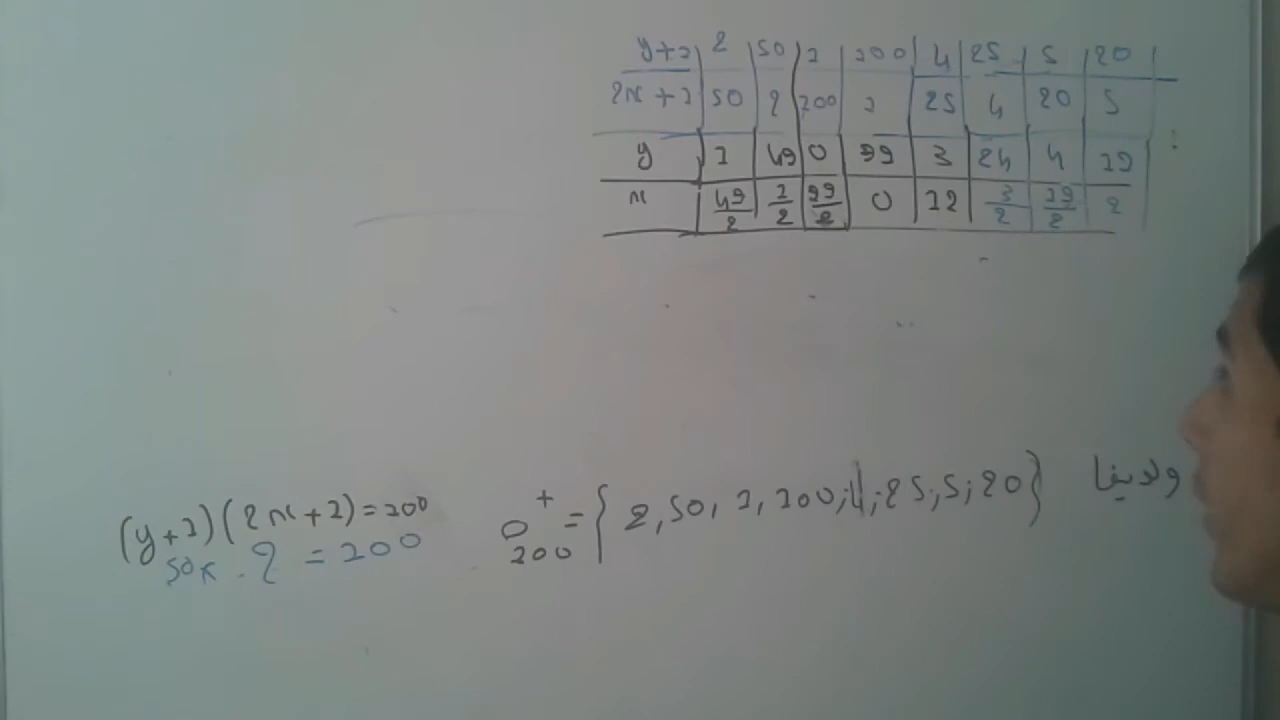 y+1 2 50 1 100 4 25 5 20
2x+1 50 2 100 1 25 4 20 5
y 1 49 0 99 3 24 4 19 :
x 49/2 1/2 99/2 0 12 3/2 19/2 2
ولدينا
D⁺₁₀₀ = {2, 50, 1, 100; 4; 25; 5; 20}
(y+1)(2x+1)=100
50x . 2 = 100